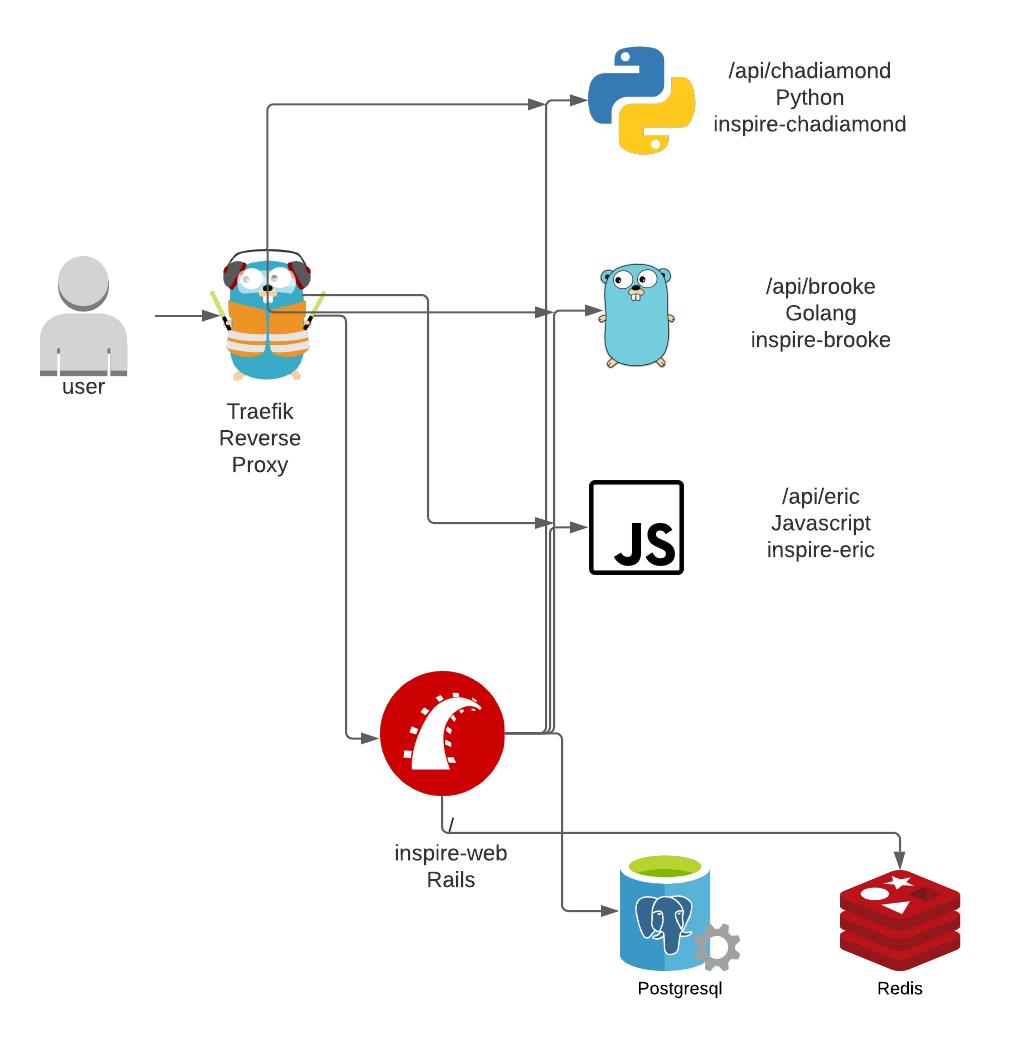 /api/chadiamond
Python
inspire-chadiamond
/api/brooke
Golang
inspire-brooke
user
Traefik
Reverse
Proxy
/api/eric
Javascript
inspire-eric
JS
/
inspire-web
Rails
Postgresql
Redis